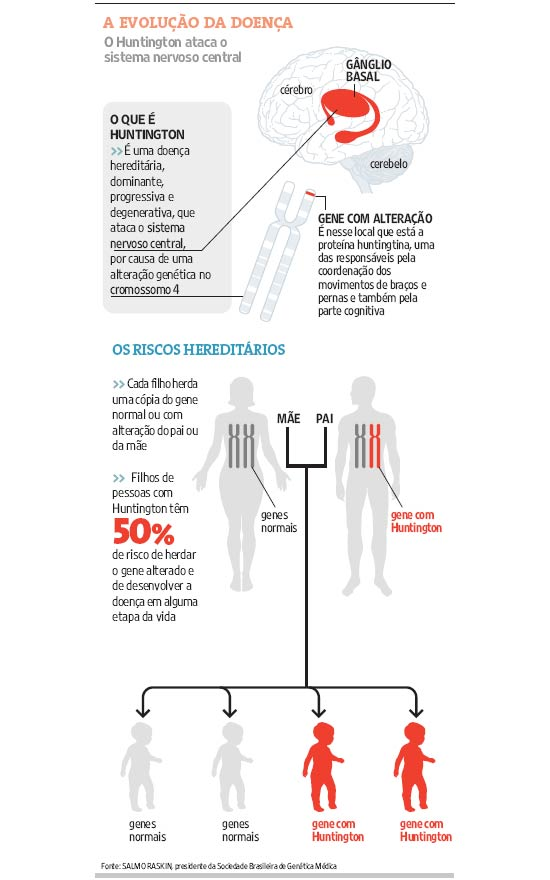 A EVOLUÇÃO DA DOENÇA
O Huntington ataca o
sistema nervoso central
GÂNGLIO
BASAL
cérebro
cerebelo
O QUE É
HUNTINGTON
>> É uma doença
hereditária,
dominante,
progressiva e
degenerativa, que
ataca o sistema
nervoso central,
por causa de uma
alteração genética no
cromossomo 4
GENE COM ALTERAÇÃO
É nesse local que está a
proteína huntingtina, uma
das responsáveis pela
coordenação dos
movimentos de braços e
pernas e também pela
parte cognitiva
OS RISCOS HEREDITÁRIOS
>> Cada filho herda
uma cópia do gene
normal ou com
alteração do pai ou
da mãe
>> Filhos de
pessoas com
Huntington têm
50%
de risco de herdar
o gene alterado e
de desenvolver a
doença em alguma
etapa da vida
MÃE PAI
genes
normais
gene com
Huntington
genes
normais
genes
normais
gene com
Huntington
gene com
Huntington
Fonte: SALMO RASKIN, presidente da Sociedade Brasileira de Genética Médica